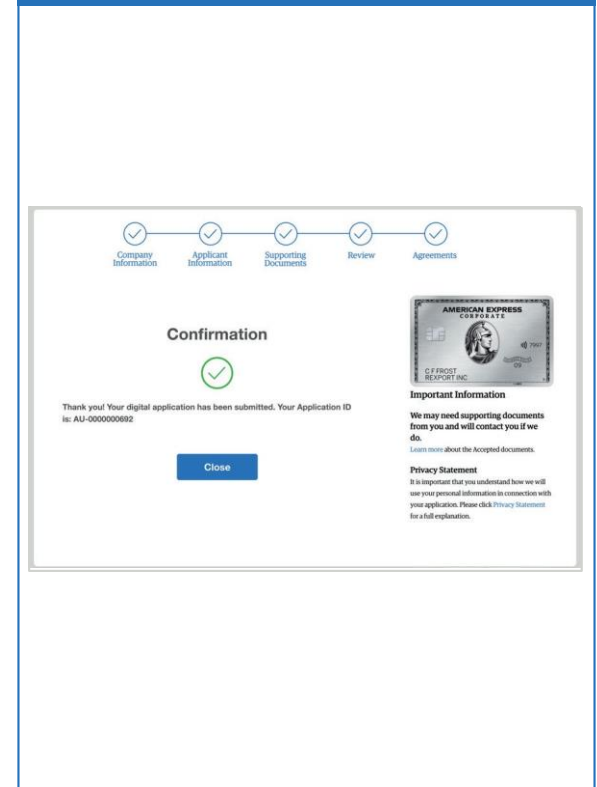 Company
Information
Applicant
Information
Supporting
Documents
Review
Agreements
Confirmation
Thank you! Your digital application has been submitted. Your Application ID
is: AU-0000000692
Close
AMERICAN EXPRESS
CORPORATE
7997
C F FROST
REXPORT INC
Important Information
We may need supporting documents
from you and will contact you if we
do.
Learn more about the Accepted documents.
Privacy Statement
It is important that you understand how we will
use your personal information in connection with
your application. Please click Privacy Statement
for a full explanation.